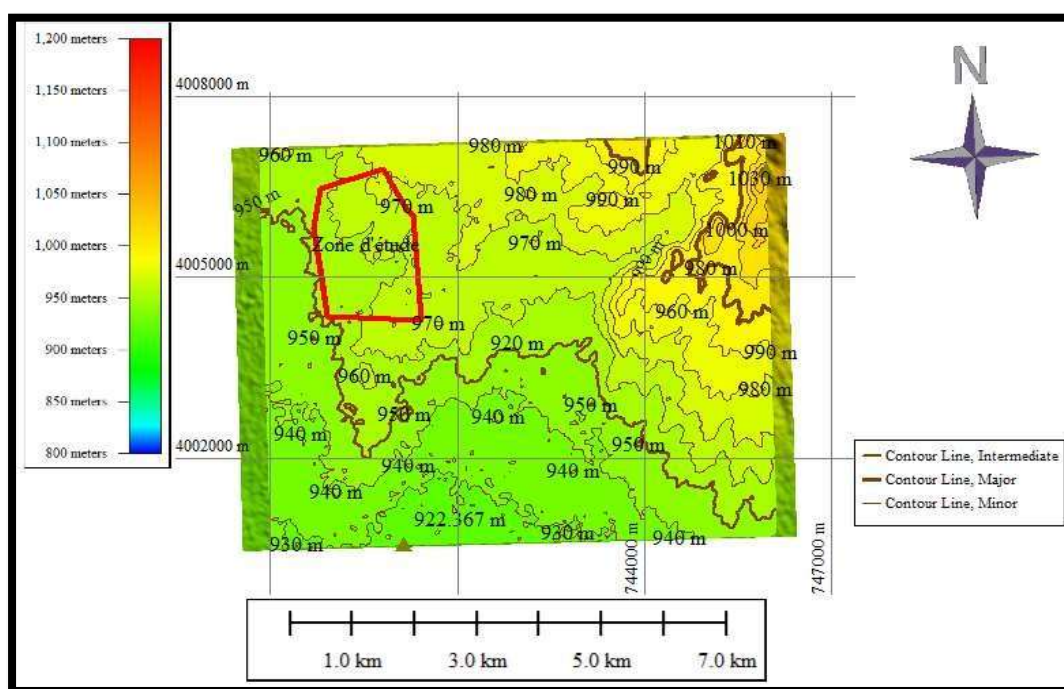 1,200 meters
1,150 meters
1,100 meters
1,050 meters
1,000 meters
950 meters
900 meters
850 meters
800 meters
4008000 m
4005000 m
4002000 m
N
980 m
1010 m
960 m
990 m
1030 m
980 m
990 m
950 m
970 m
1000 m
Zone d'étude
970 m
980 m
960 m
970 m
950 m
920 m
990 m
960 m
980 m
950 m
940 m
950 m
940 m
950 m
940 m
940 m
940 m
922.367 m
930 m
930 m
940 m
744000 m
747000 m
Contour Line, Intermediate
Contour Line, Major
Contour Line, Minor
1.0 km
3.0 km
5.0 km
7.0 km